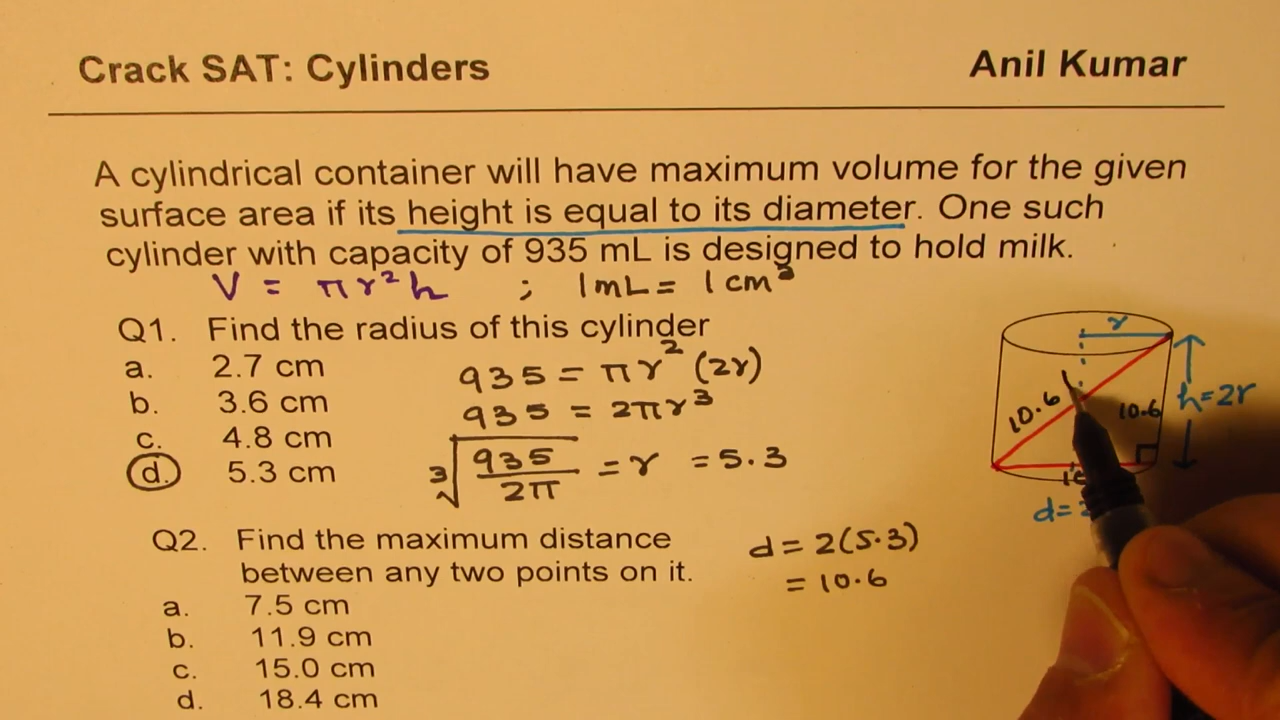 Crack SAT: Cylinders
Anil Kumar
A cylindrical container will have maximum volume for the given
surface area if its height is equal to its diameter. One such
cylinder with capacity of 935 mL is designed to hold milk.
V = πr²h ; 1mL = 1cm³
Q1. Find the radius of this cylinder
a. 2.7 cm
b. 3.6 cm
c. 4.8 cm
d. 5.3 cm
935 = πr² (2r)
935 = 2πr³
∛(935/2π) = r = 5.3
r
10.6
10.6
h=2r
d=
Q2. Find the maximum distance
between any two points on it.
a. 7.5 cm
b. 11.9 cm
c. 15.0 cm
d. 18.4 cm
d = 2(5.3)
= 10.6